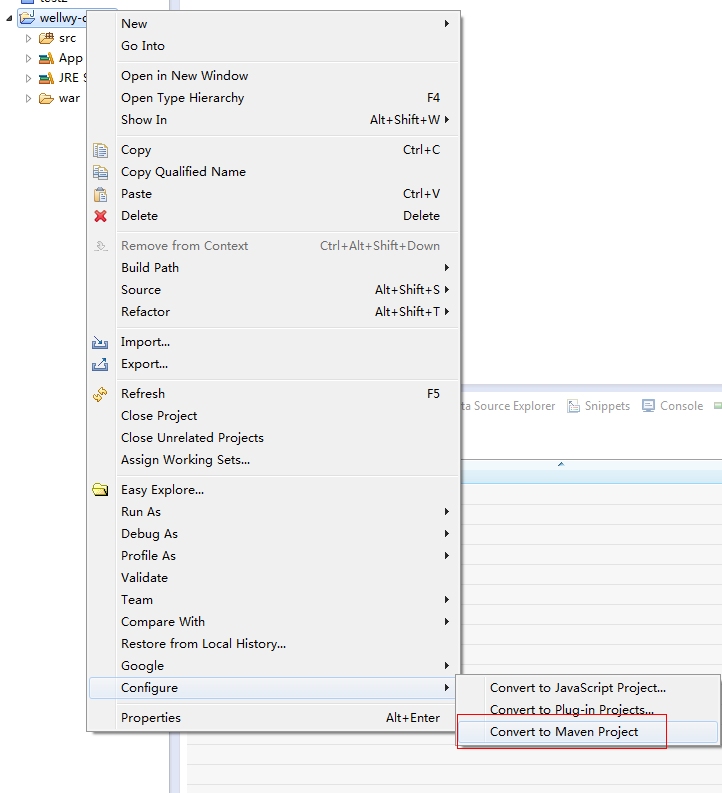 test2
wellwy-
src
App
JRE S
war
New
Go Into
Open in New Window
Open Type Hierarchy F4
Show In Alt+Shift+W
Copy Ctrl+C
Copy Qualified Name
Paste Ctrl+V
Delete Delete
Remove from Context Ctrl+Alt+Shift+Down
Build Path
Source Alt+Shift+S
Refactor Alt+Shift+T
Import...
Export...
Refresh F5
Close Project
Close Unrelated Projects
Assign Working Sets...
Easy Explore...
Run As
Debug As
Profile As
Validate
Team
Compare With
Restore from Local History...
Google
Configure
Properties Alt+Enter
ta Source Explorer Snippets Console
Convert to JavaScript Project...
Convert to Plug-in Projects...
Convert to Maven Project